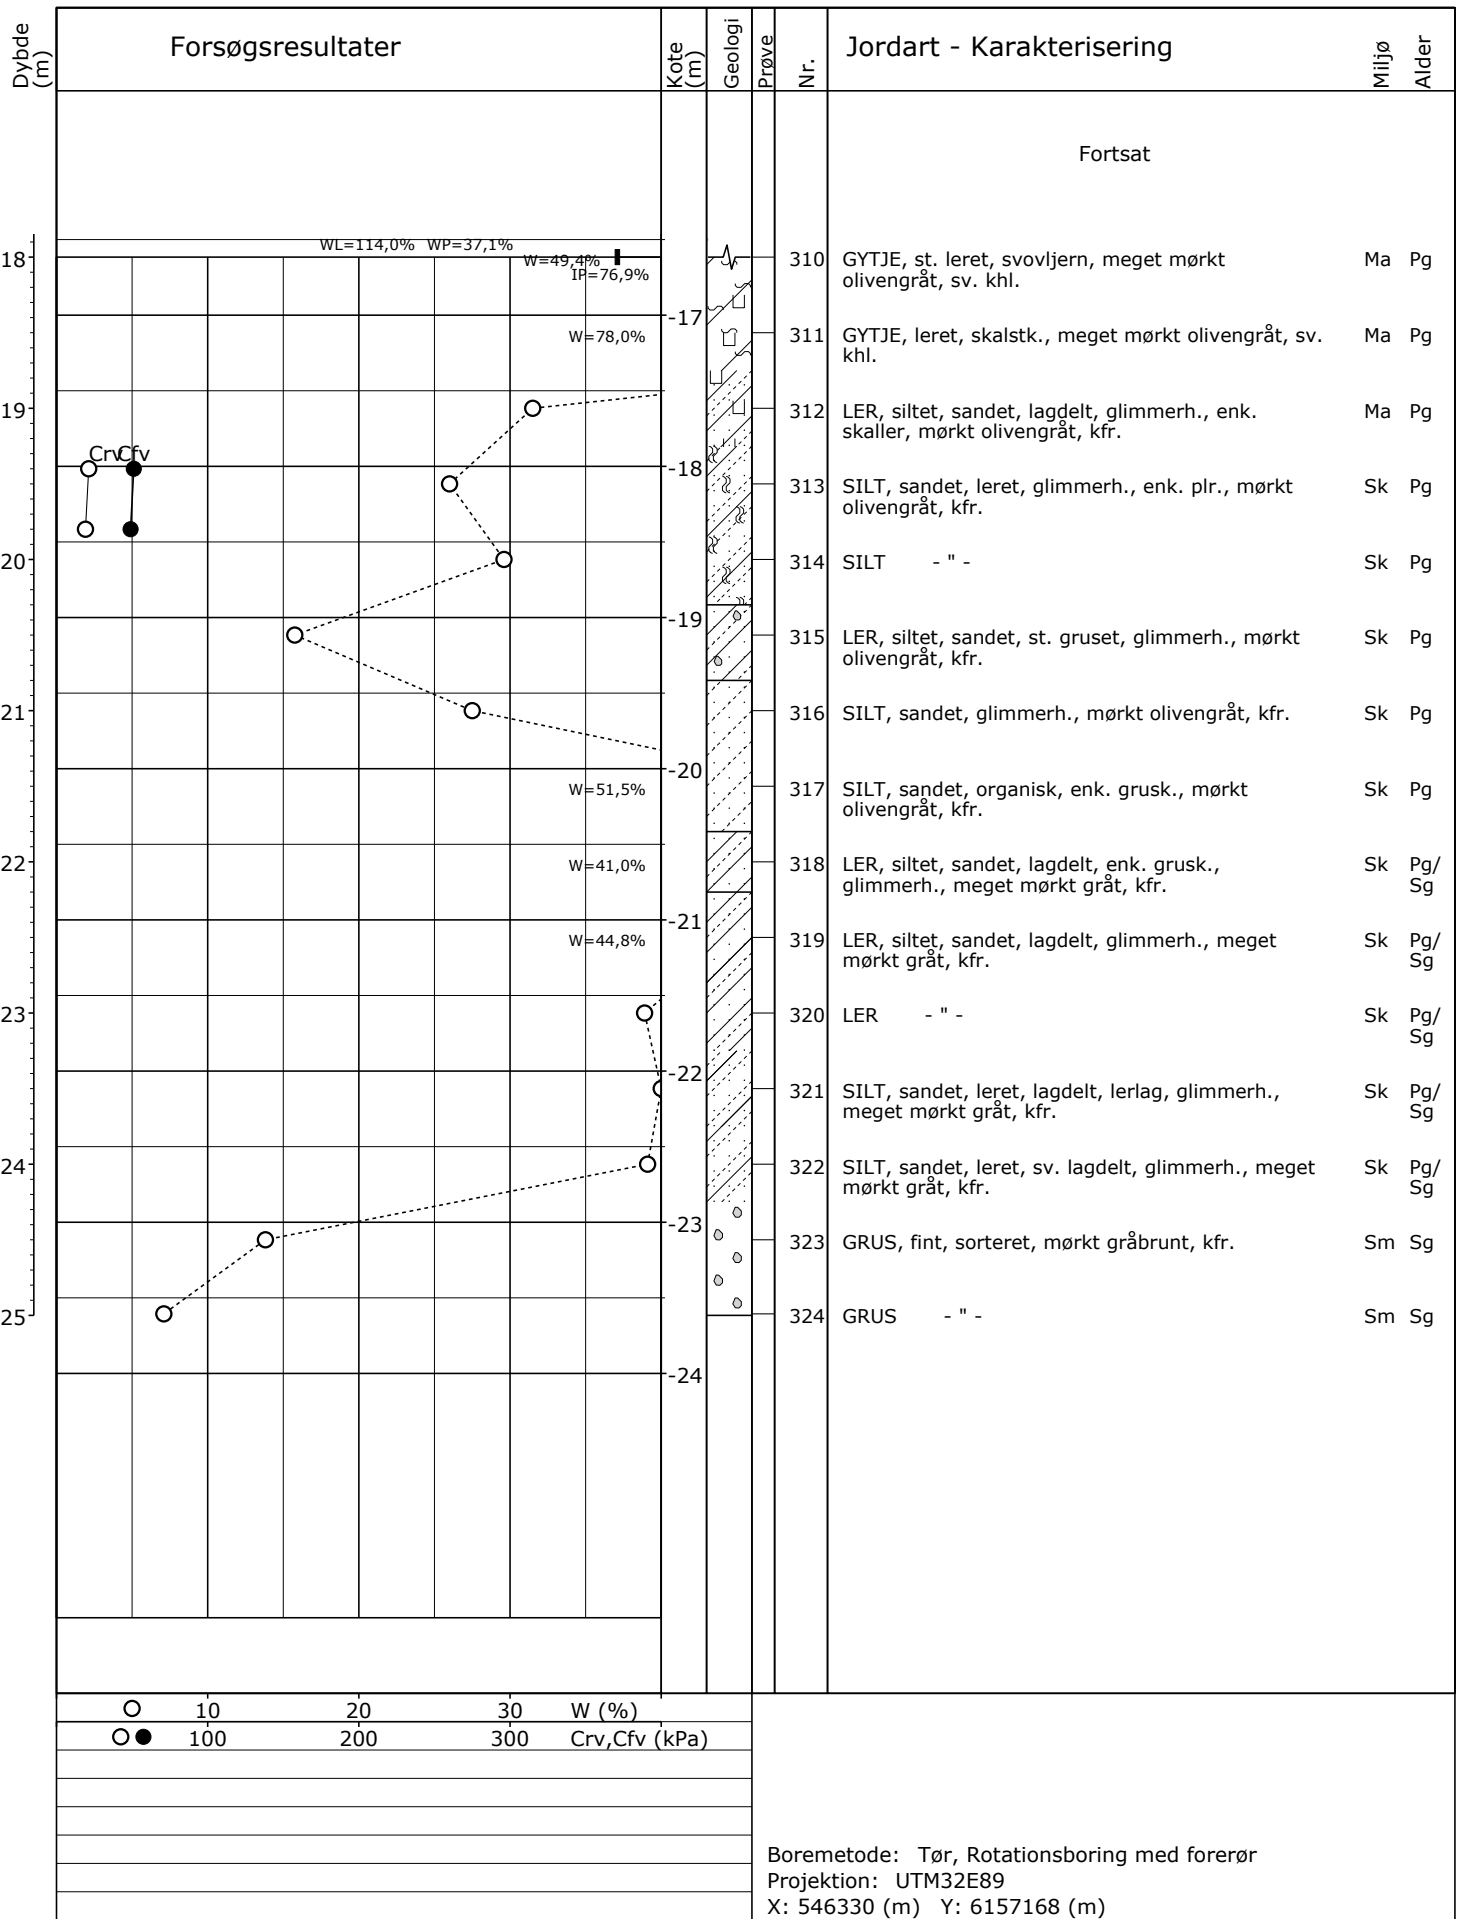 Dybde (m)
Forsøgsresultater
Kote (m)
Geologi
Prøve
Nr.
Jordart - Karakterisering
Miljø
Alder
Fortsat
WL=114,0% WP=37,1%
W=49,4%
IP=76,9%
18
310 GYTJE, st. leret, svovljern, meget mørkt Ma Pg
olivengråt, sv. khl.
-17
W=78,0%
311 GYTJE, leret, skalstk., meget mørkt olivengråt, sv. Ma Pg
khl.
19
312 LER, siltet, sandet, lagdelt, glimmerh., enk. Ma Pg
skaller, mørkt olivengråt, kfr.
Crv Cfv
-18
313 SILT, sandet, leret, glimmerh., enk. plr., mørkt Sk Pg
olivengråt, kfr.
20
314 SILT - " - Sk Pg
-19
315 LER, siltet, sandet, st. gruset, glimmerh., mørkt Sk Pg
olivengråt, kfr.
21
316 SILT, sandet, glimmerh., mørkt olivengråt, kfr. Sk Pg
-20
W=51,5%
317 SILT, sandet, organisk, enk. grusk., mørkt Sk Pg
olivengråt, kfr.
22
W=41,0%
318 LER, siltet, sandet, lagdelt, enk. grusk., Sk Pg/
glimmerh., meget mørkt gråt, kfr. Sg
-21
W=44,8%
319 LER, siltet, sandet, lagdelt, glimmerh., meget Sk Pg/
mørkt gråt, kfr. Sg
23
320 LER - " - Sk Pg/
Sg
-22
321 SILT, sandet, leret, lagdelt, lerlag, glimmerh., Sk Pg/
meget mørkt gråt, kfr. Sg
24
322 SILT, sandet, leret, sv. lagdelt, glimmerh., meget Sk Pg/
mørkt gråt, kfr. Sg
-23
323 GRUS, fint, sorteret, mørkt gråbrunt, kfr. Sm Sg
25
324 GRUS - " - Sm Sg
-24
10 20 30 W (%)
100 200 300 Crv,Cfv (kPa)
Boremetode: Tør, Rotationsboring med forerør
Projektion: UTM32E89
X: 546330 (m) Y: 6157168 (m)